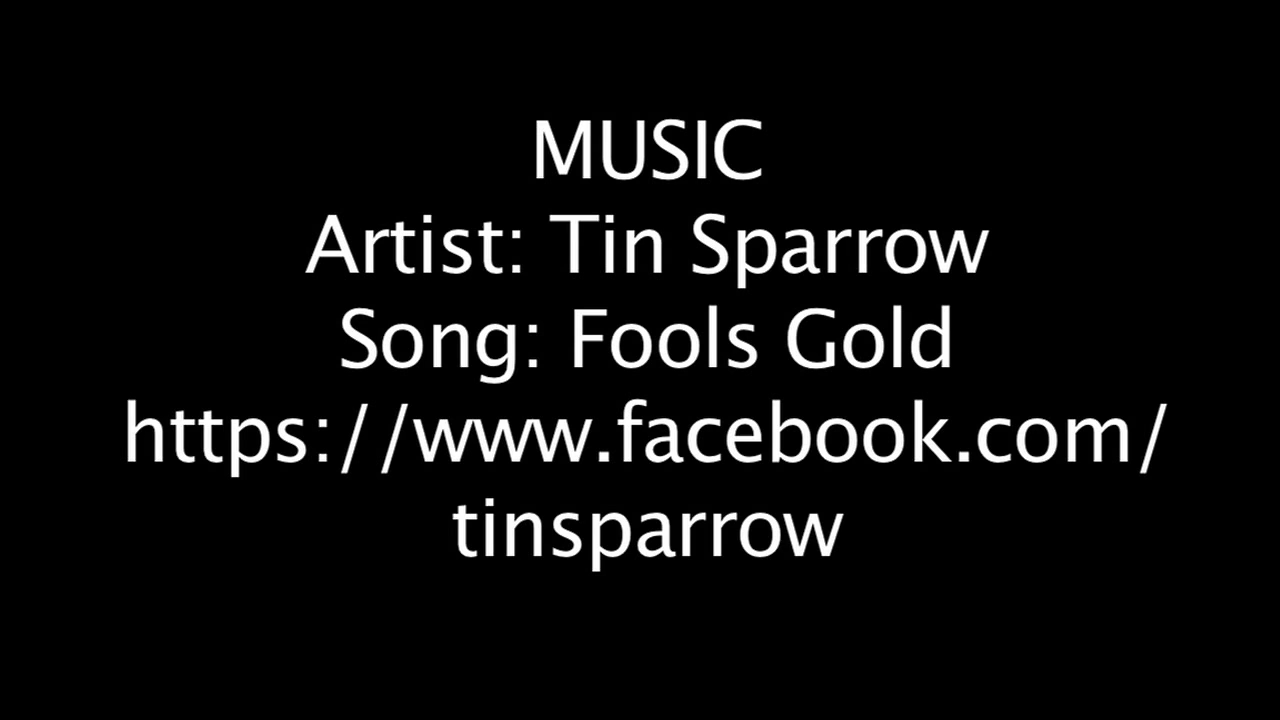 MUSIC
Artist: Tin Sparrow
Song: Fools Gold
https://www.facebook.com/
tinsparrow